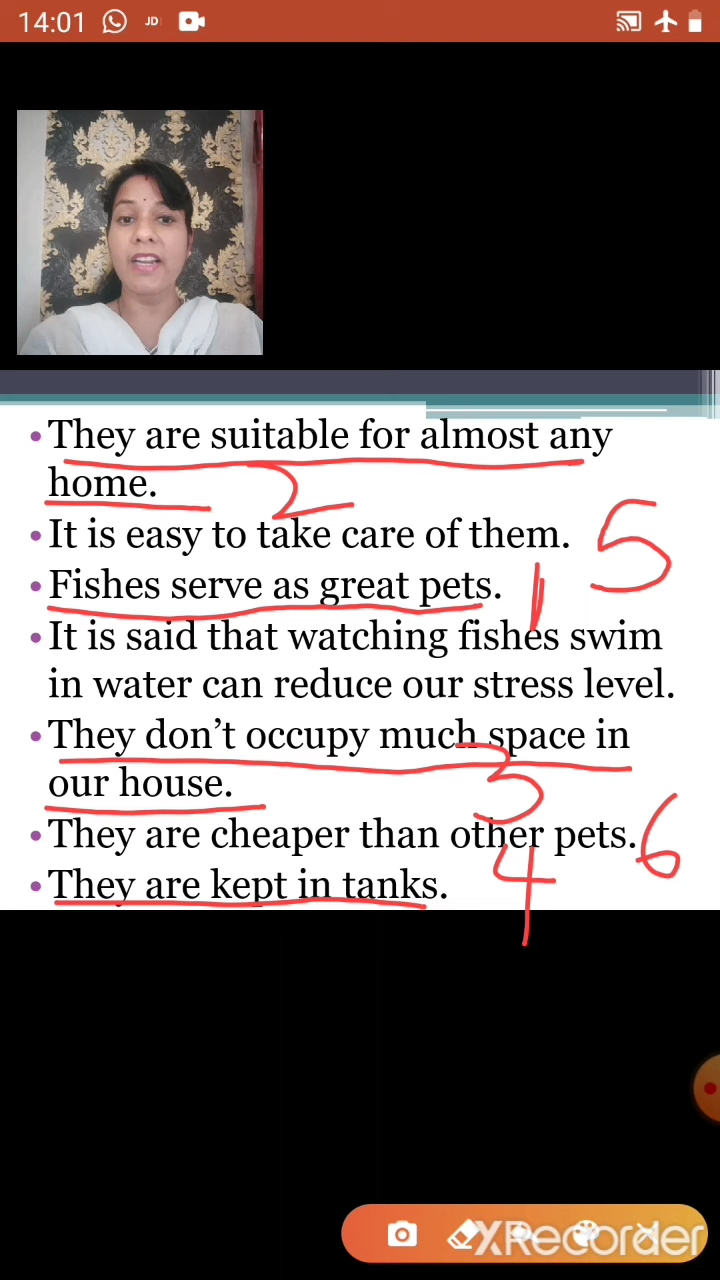 14:01 JD
• They are suitable for almost any
home. 2
• It is easy to take care of them. 5
• Fishes serve as great pets. 1
• It is said that watching fishes swim
in water can reduce our stress level.
• They don't occupy much space in
our house. 3
• They are cheaper than other pets. 6
• They are kept in tanks. 4
XRecorder